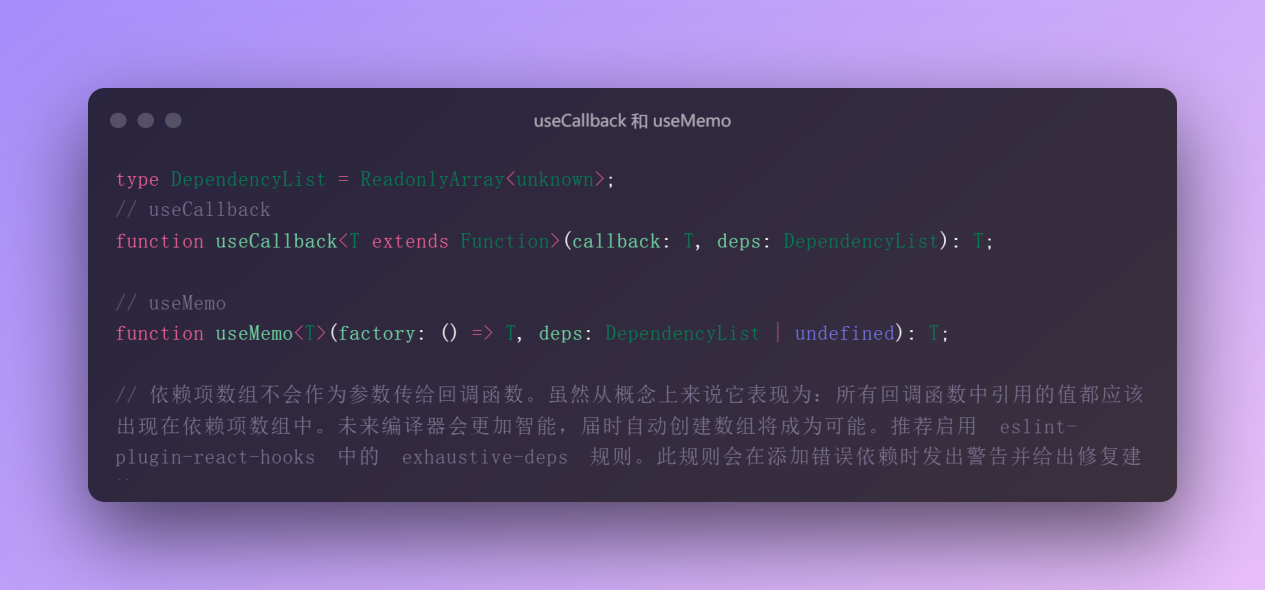 useCallback 和 useMemo
type DependencyList = ReadonlyArray<unknown>;
// useCallback
function useCallback<T extends Function>(callback: T, deps: DependencyList): T;
// useMemo
function useMemo<T>(factory: () => T, deps: DependencyList | undefined): T;
// 依赖项数组不会作为参数传给回调函数。虽然从概念上来说它表现为：所有回调函数中引用的值都应该
出现在依赖项数组中。未来编译器会更加智能，届时自动创建数组将成为可能。推荐启用 eslint-
plugin-react-hooks 中的 exhaustive-deps 规则。此规则会在添加错误依赖时发出警告并给出修复建